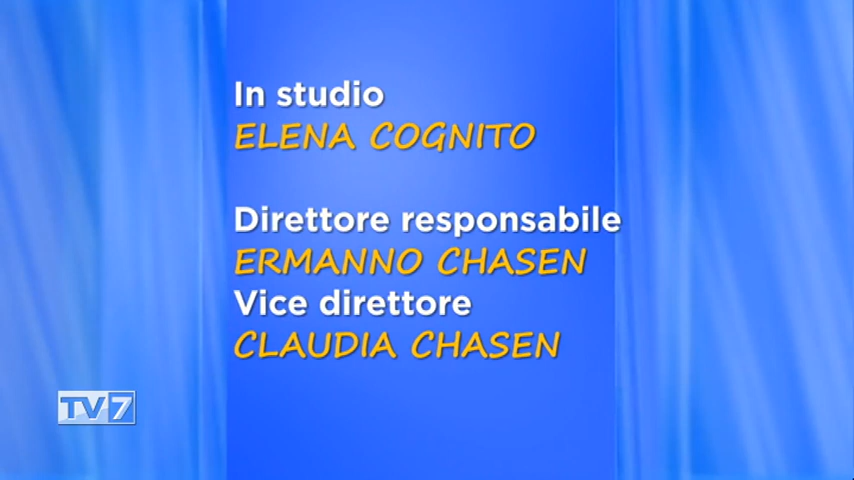 In studio
ELENA COGNITO
Direttore responsabile
ERMANNO CHASEN
Vice direttore
CLAUDIA CHASEN
TV7